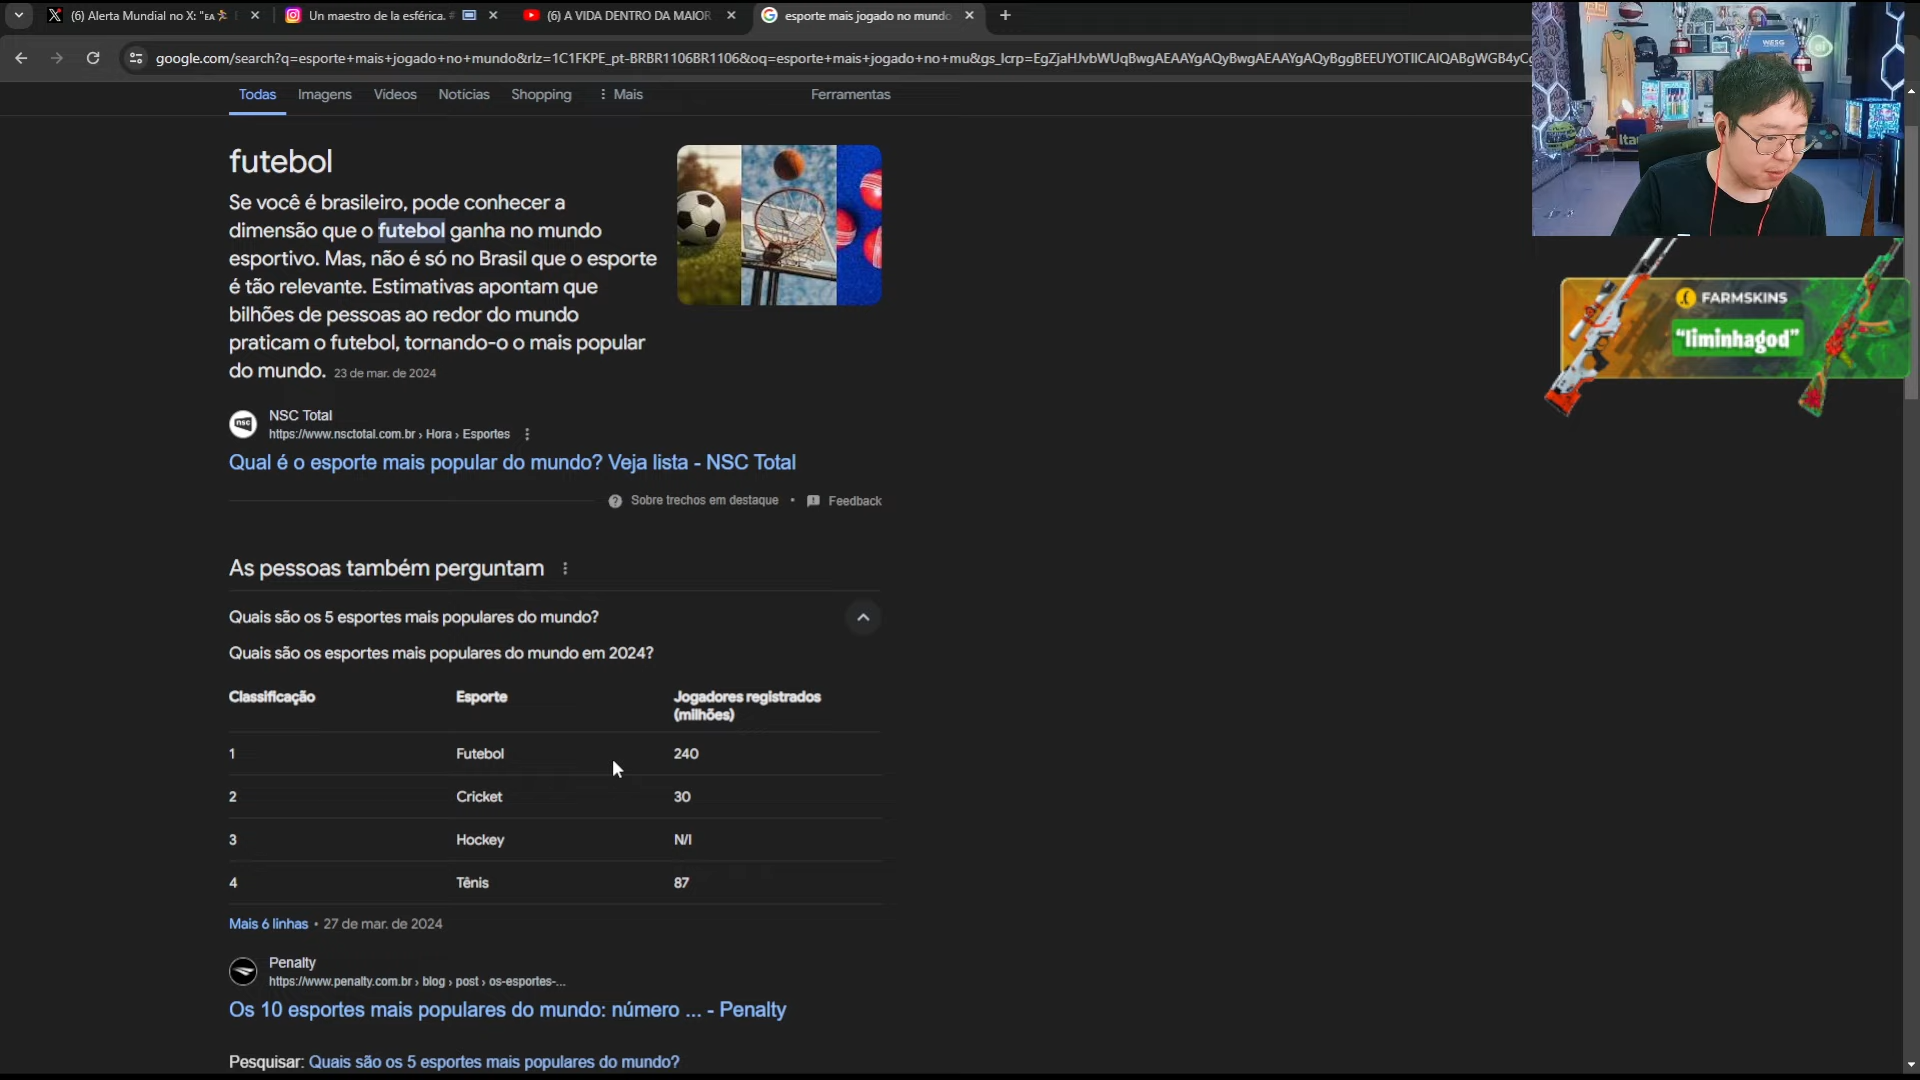 (6) Alerta Mundial no X: "EA
Un maestro de la esférica.
(6) A VIDA DENTRO DA MAIOR
esporte mais jogado no mundo
google.com/search?q=esporte+mais+jogado+no+mundo&rlz=1C1FKPE_pt-BRBR1106BR1106&oq=esporte+mais+jogado+no+mu&gs_lcrp=EgZjaHJvbWUqBwgAEAAYgAQyBwgAEAAYgAQyBggBEEUYOTIICAIQABgWGB4yCg
Todas Imagens Vídeos Notícias Shopping Mais Ferramentas
futebol
Se você é brasileiro, pode conhecer a
dimensão que o futebol ganha no mundo
esportivo. Mas, não é só no Brasil que o esporte
é tão relevante. Estimativas apontam que
bilhões de pessoas ao redor do mundo
praticam o futebol, tornando-o o mais popular
do mundo. 23 de mar. de 2024
nsc
NSC Total
https://www.nsctotal.com.br › Hora › Esportes
Qual é o esporte mais popular do mundo? Veja lista - NSC Total
Sobre trechos em destaque • Feedback
As pessoas também perguntam
Quais são os 5 esportes mais populares do mundo?
Quais são os esportes mais populares do mundo em 2024?
Classificação Esporte Jogadores registrados
(milhões)
1 Futebol 240
2 Cricket 30
3 Hockey N/I
4 Tênis 87
Mais 6 linhas • 27 de mar. de 2024
Penalty
https://www.penalty.com.br › blog › post › os-esportes-...
Os 10 esportes mais populares do mundo: número ... - Penalty
Pesquisar: Quais são os 5 esportes mais populares do mundo?
WESG
oi
Itaú
FARMSKINS
"liminhagod"